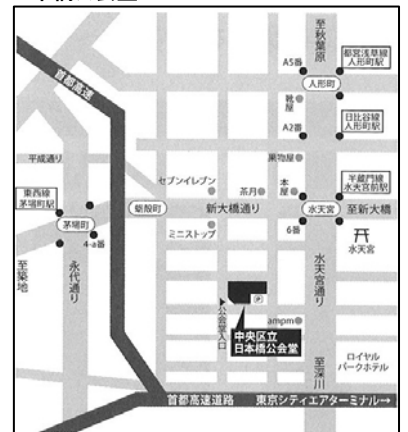 至秋葉原
都営浅草線
人形町駅
A5番
人形町
首都高速
靴屋
日比谷線
人形町駅
A2番
平成通り
果物屋
セブンイレブン
茶月
本屋
半蔵門線
水天宮前駅
東西線
茅場町駅
蛎殻町
新大橋通り
水天宮
至新大橋
茅場町
ミニストップ
6番
水天宮
4-a番
至築地
永代通り
水天宮通り
公会堂入口
P
ampm
中央区立
日本橋公会堂
ロイヤル
パークホテル
至深川
首都高速道路
東京シティエアターミナル→